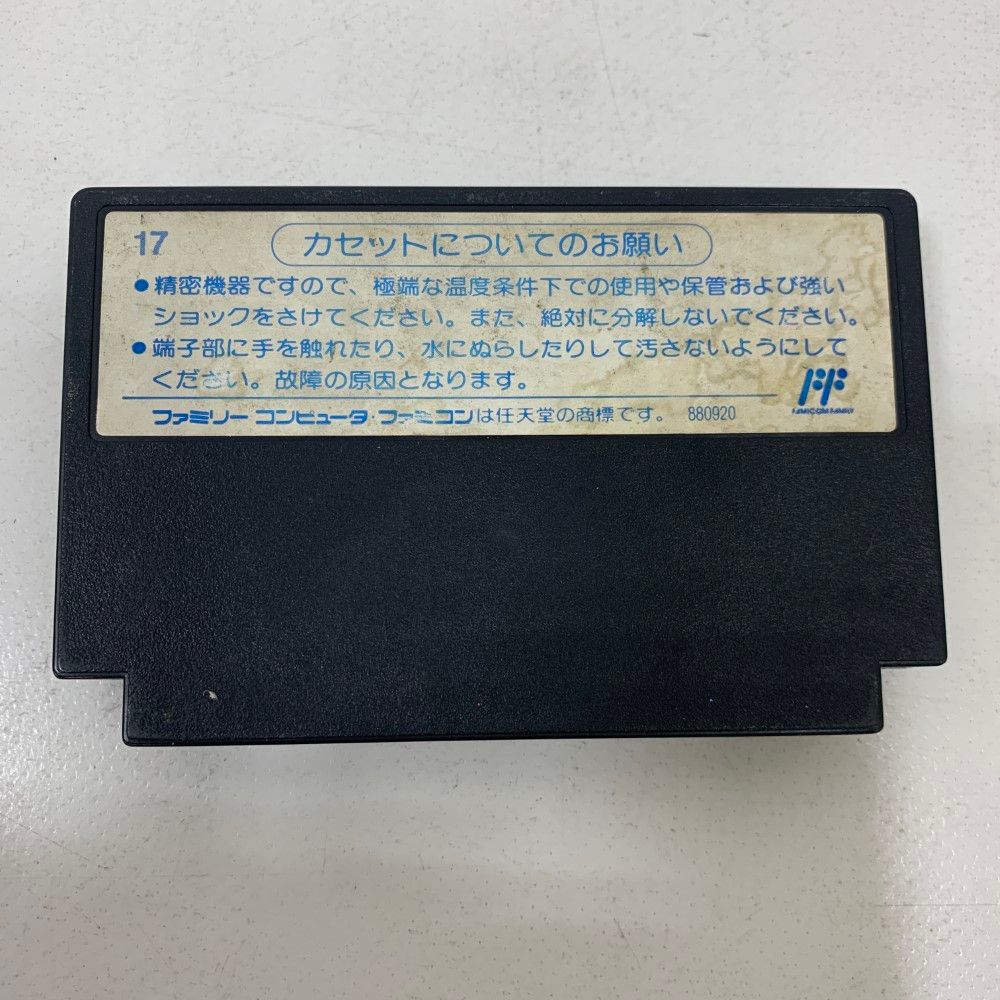 17
カセットについてのお願い
●精密機器ですので、極端な温度条件下での使用や保管および強い
ショックをさけてください。また、絶対に分解しないでください。
●端子部に手を触れたり、水にぬらしたりして汚さないようにして
ください。故障の原因となります。
FF
FAMICOM FAMILY
ファミリー コンピュータ・ファミコンは任天堂の商標です。 880920